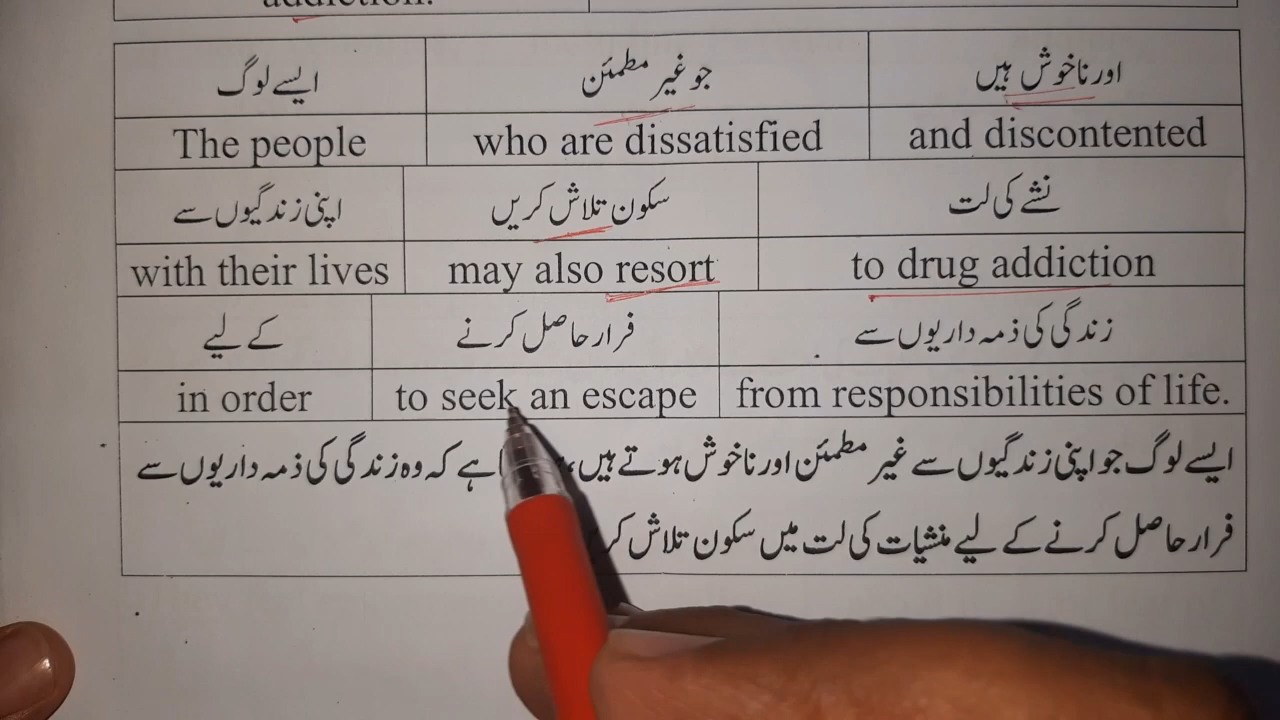 addiction.
ایسے لوگ جو غیر مطمئن اور ناخوش ہیں
The people who are dissatisfied and discontented
اپنی زندگیوں سے سکون تلاش کریں نشے کی لت
with their lives may also resort to drug addiction
کے لیے فرار حاصل کرنے زندگی کی ذمہ داریوں سے
in order to seek an escape from responsibilities of life.
ایسے لوگ جو اپنی زندگیوں سے غیر مطمئن اور ناخوش ہوتے ہیں، ہے کہ وہ زندگی کی ذمہ داریوں سے
فرار حاصل کرنے کے لیے منشیات کی لت میں سکون تلاش